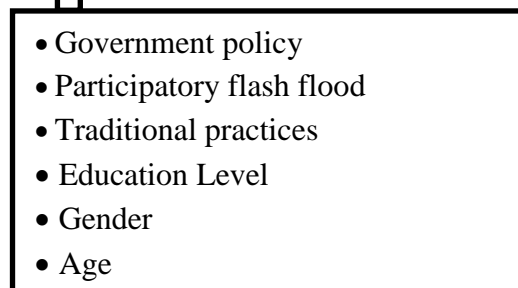 • Government policy
• Participatory flash flood
• Traditional practices
• Education Level
• Gender
• Age